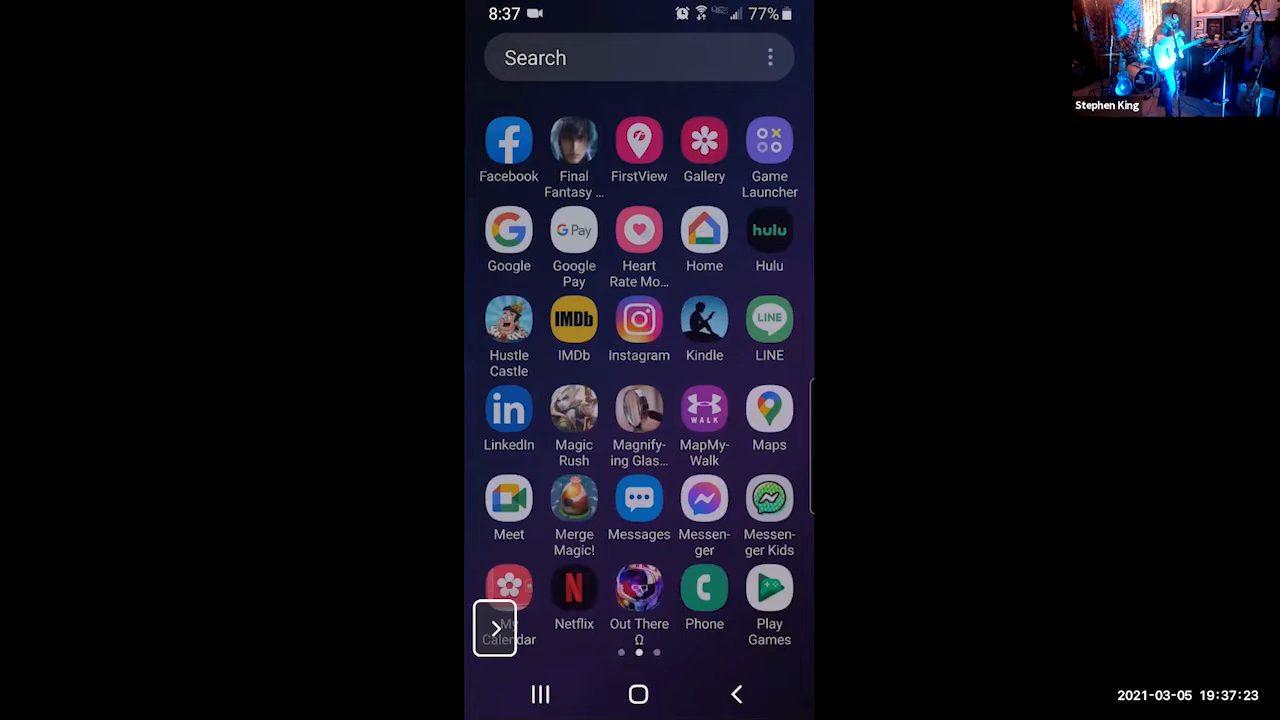 8:37
77%
Search
Stephen King
Facebook
Final
Fantasy ...
FirstView
Gallery
Game
Launcher
Google
G Pay
Google
Pay
Heart
Rate Mo...
Home
hulu
Hulu
Hustle
Castle
IMDb
IMDb
Instagram
Kindle
LINE
LINE
in
LinkedIn
Magic
Rush
Magnify-
ing Glas...
WALK
MapMy-
Walk
Maps
Meet
Merge
Magic!
Messages
Messen-
ger
Messen-
ger Kids
My
Calendar
N
Netflix
Out There
Ω
Phone
Play
Games
2021-03-05 19:37:23